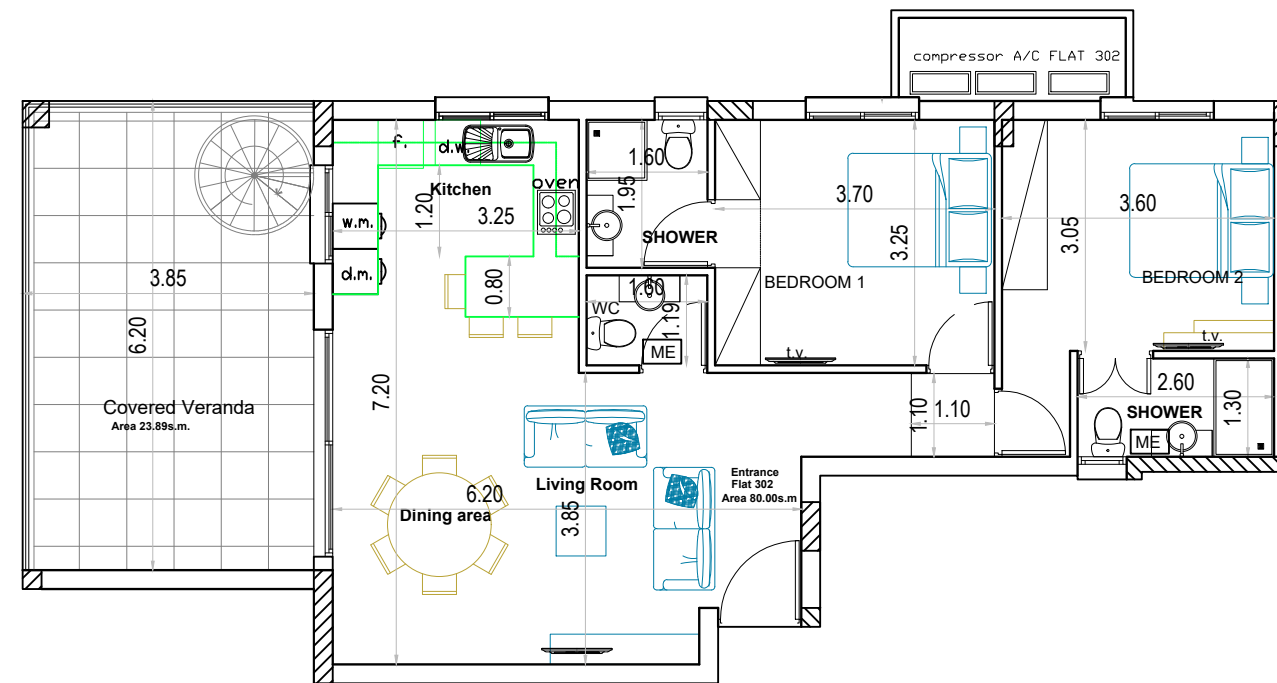 compressor A/C FLAT 302
f.
d.w.
Kitchen
oven
1.20
3.25
w.m.
d.m.
0.80
1.60
1.95
SHOWER
3.70
3.25
BEDROOM 1
t.v.
3.60
3.05
BEDROOM 2
t.v.
3.85
6.20
Covered Veranda
Area 23.89s.m.
1.60
WC
1.19
ME
7.20
1.10
1.10
2.60
SHOWER
1.30
ME
Living Room
6.20
Dining area
3.85
Entrance
Flat 302
Area 80.00s.m